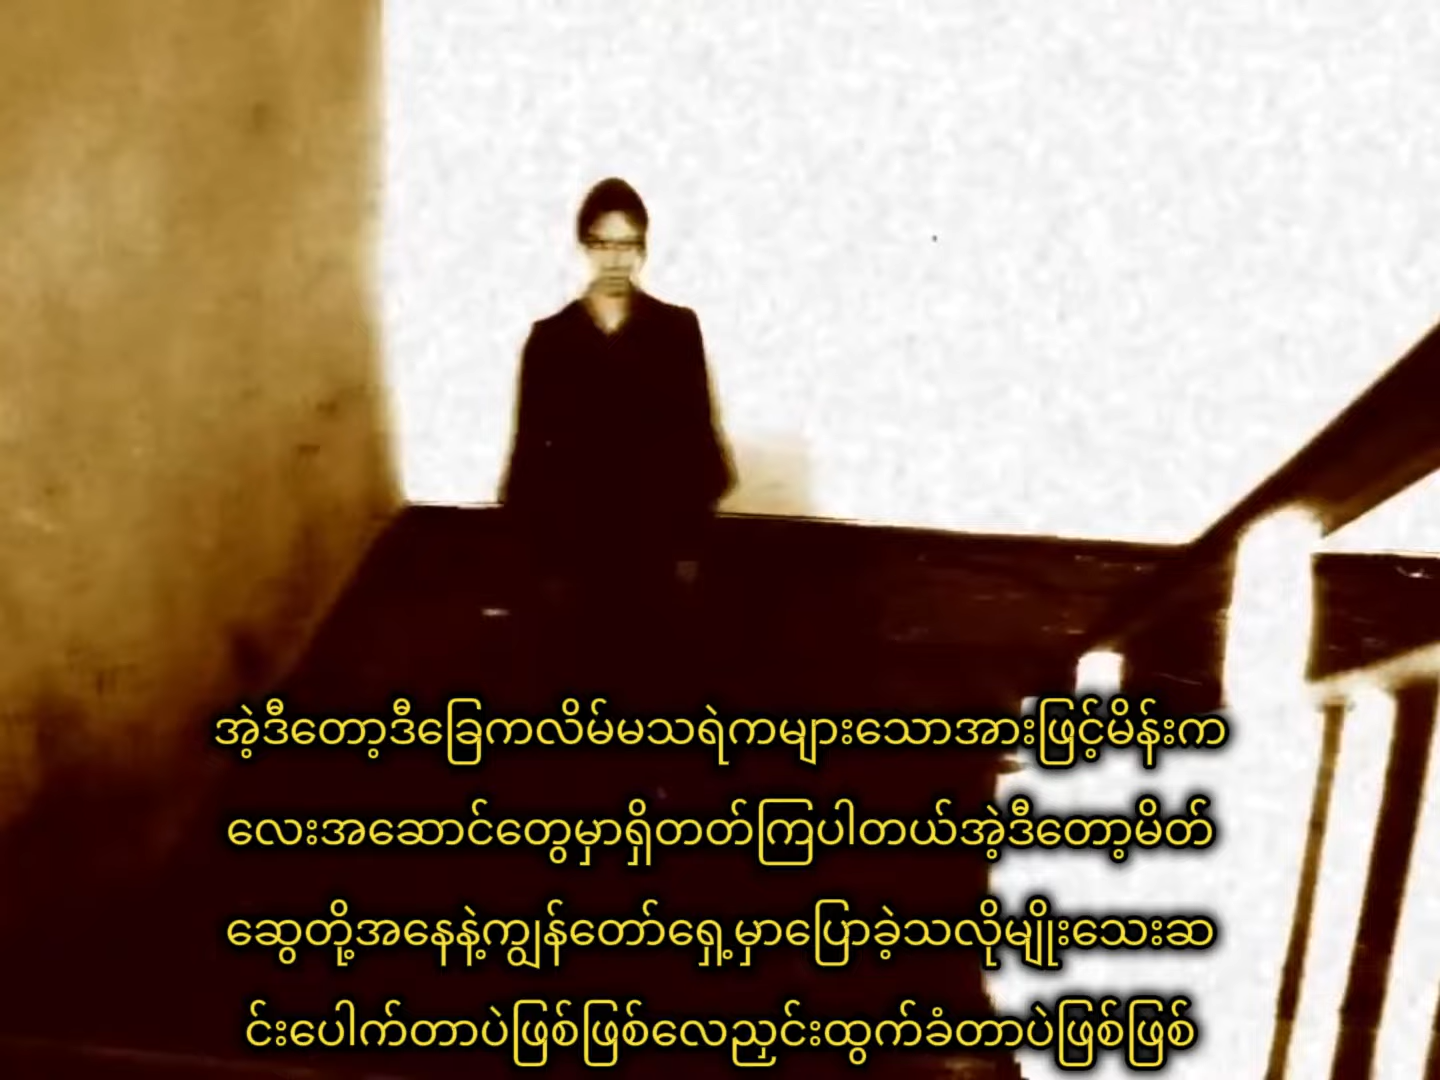 အဲ့ဒီတော့ဒီခြေကလိမ်မသရဲကများသောအားဖြင့်မိန်းက
လေးအဆောင်တွေမှာရှိတတ်ကြပါတယ်အဲ့ဒီတော့မိတ်
ဆွေတို့အနေနဲ့ကျွန်တော်ရှေ့မှာပြောခဲ့သလိုမျိုးသေးဆ
င်းပေါက်တာပဲဖြစ်ဖြစ်လေညှင်းထွက်ခံတာပဲဖြစ်ဖြစ်